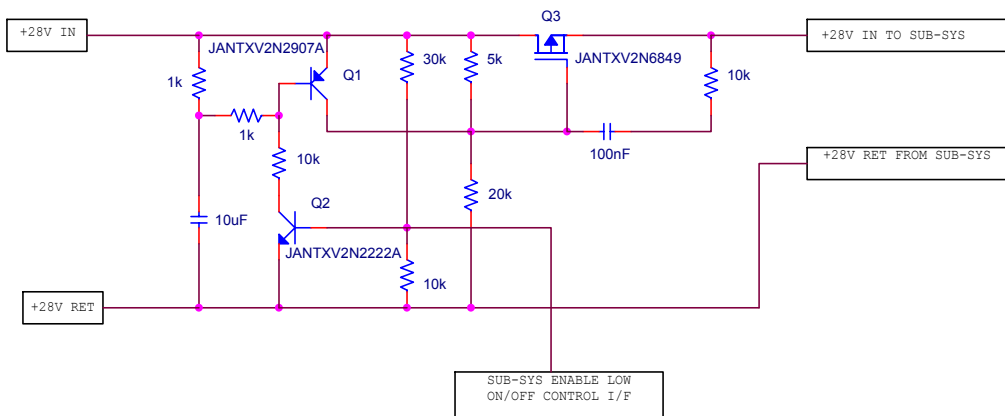 Q3
+28V IN
+28V IN TO SUB-SYS
JANTXV2N2907A
JANTXV2N6849
30k
5k
Q1
1k
10k
1k
100nF
+28V RET FROM SUB-SYS
10k
20k
Q2
10uF
JANTXV2N2222A
10k
+28V RET
SUB-SYS ENABLE LOW
ON/OFF CONTROL I/F